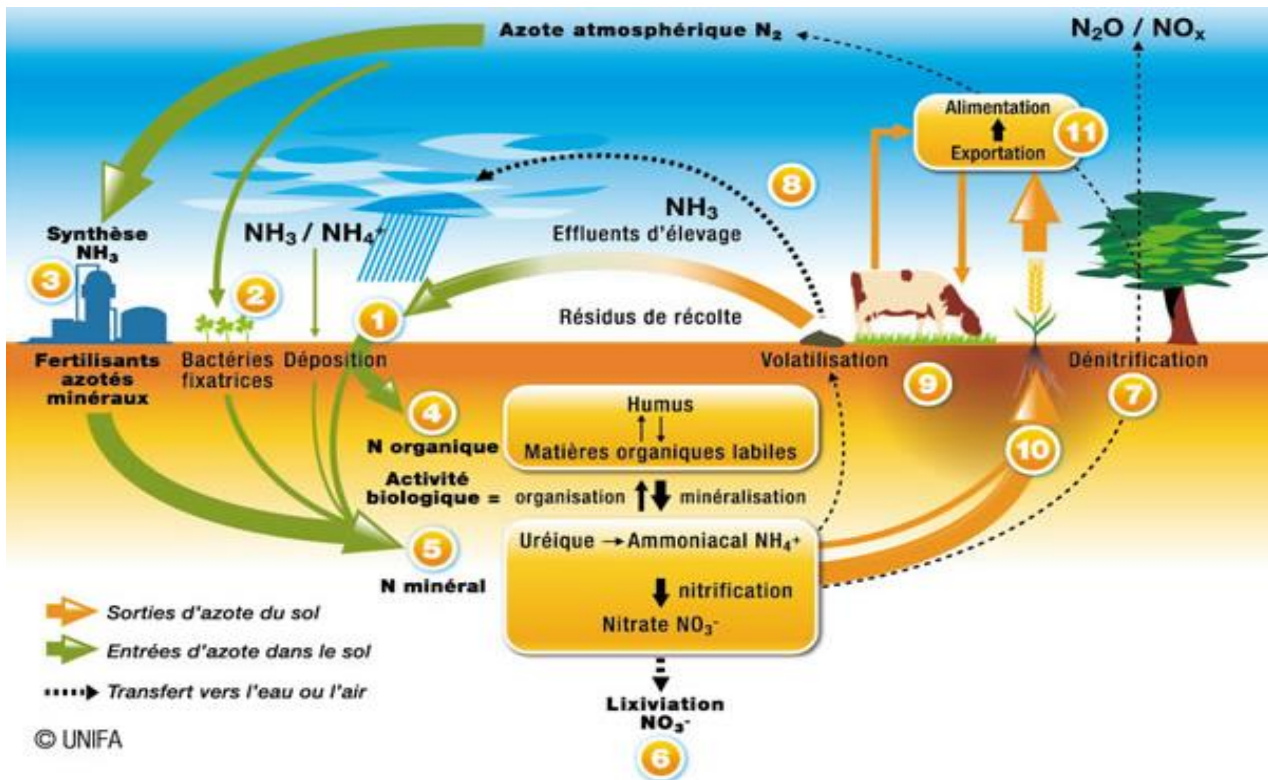 Azote atmosphérique N₂
N₂O / NOₓ
Alimentation
11
Exportation
8
NH₃
Effluents d'élevage
Synthèse
NH₃
3
2
NH₃ / NH₄⁺
1
Résidus de récolte
Fertilisants
azotés
minéraux
Bactéries
fixatrices
Déposition
Volatilisation
9
Dénitrification
7
4
N organique
Humus
Matières organiques labiles
10
Activité
biologique =
organisation
minéralisation
5
N minéral
Uréique → Ammoniacal NH₄⁺
nitrification
Nitrate NO₃⁻
Sorties d'azote du sol
Entrées d'azote dans le sol
Transfert vers l'eau ou l'air
Lixiviation
NO₃⁻
6
© UNIFA